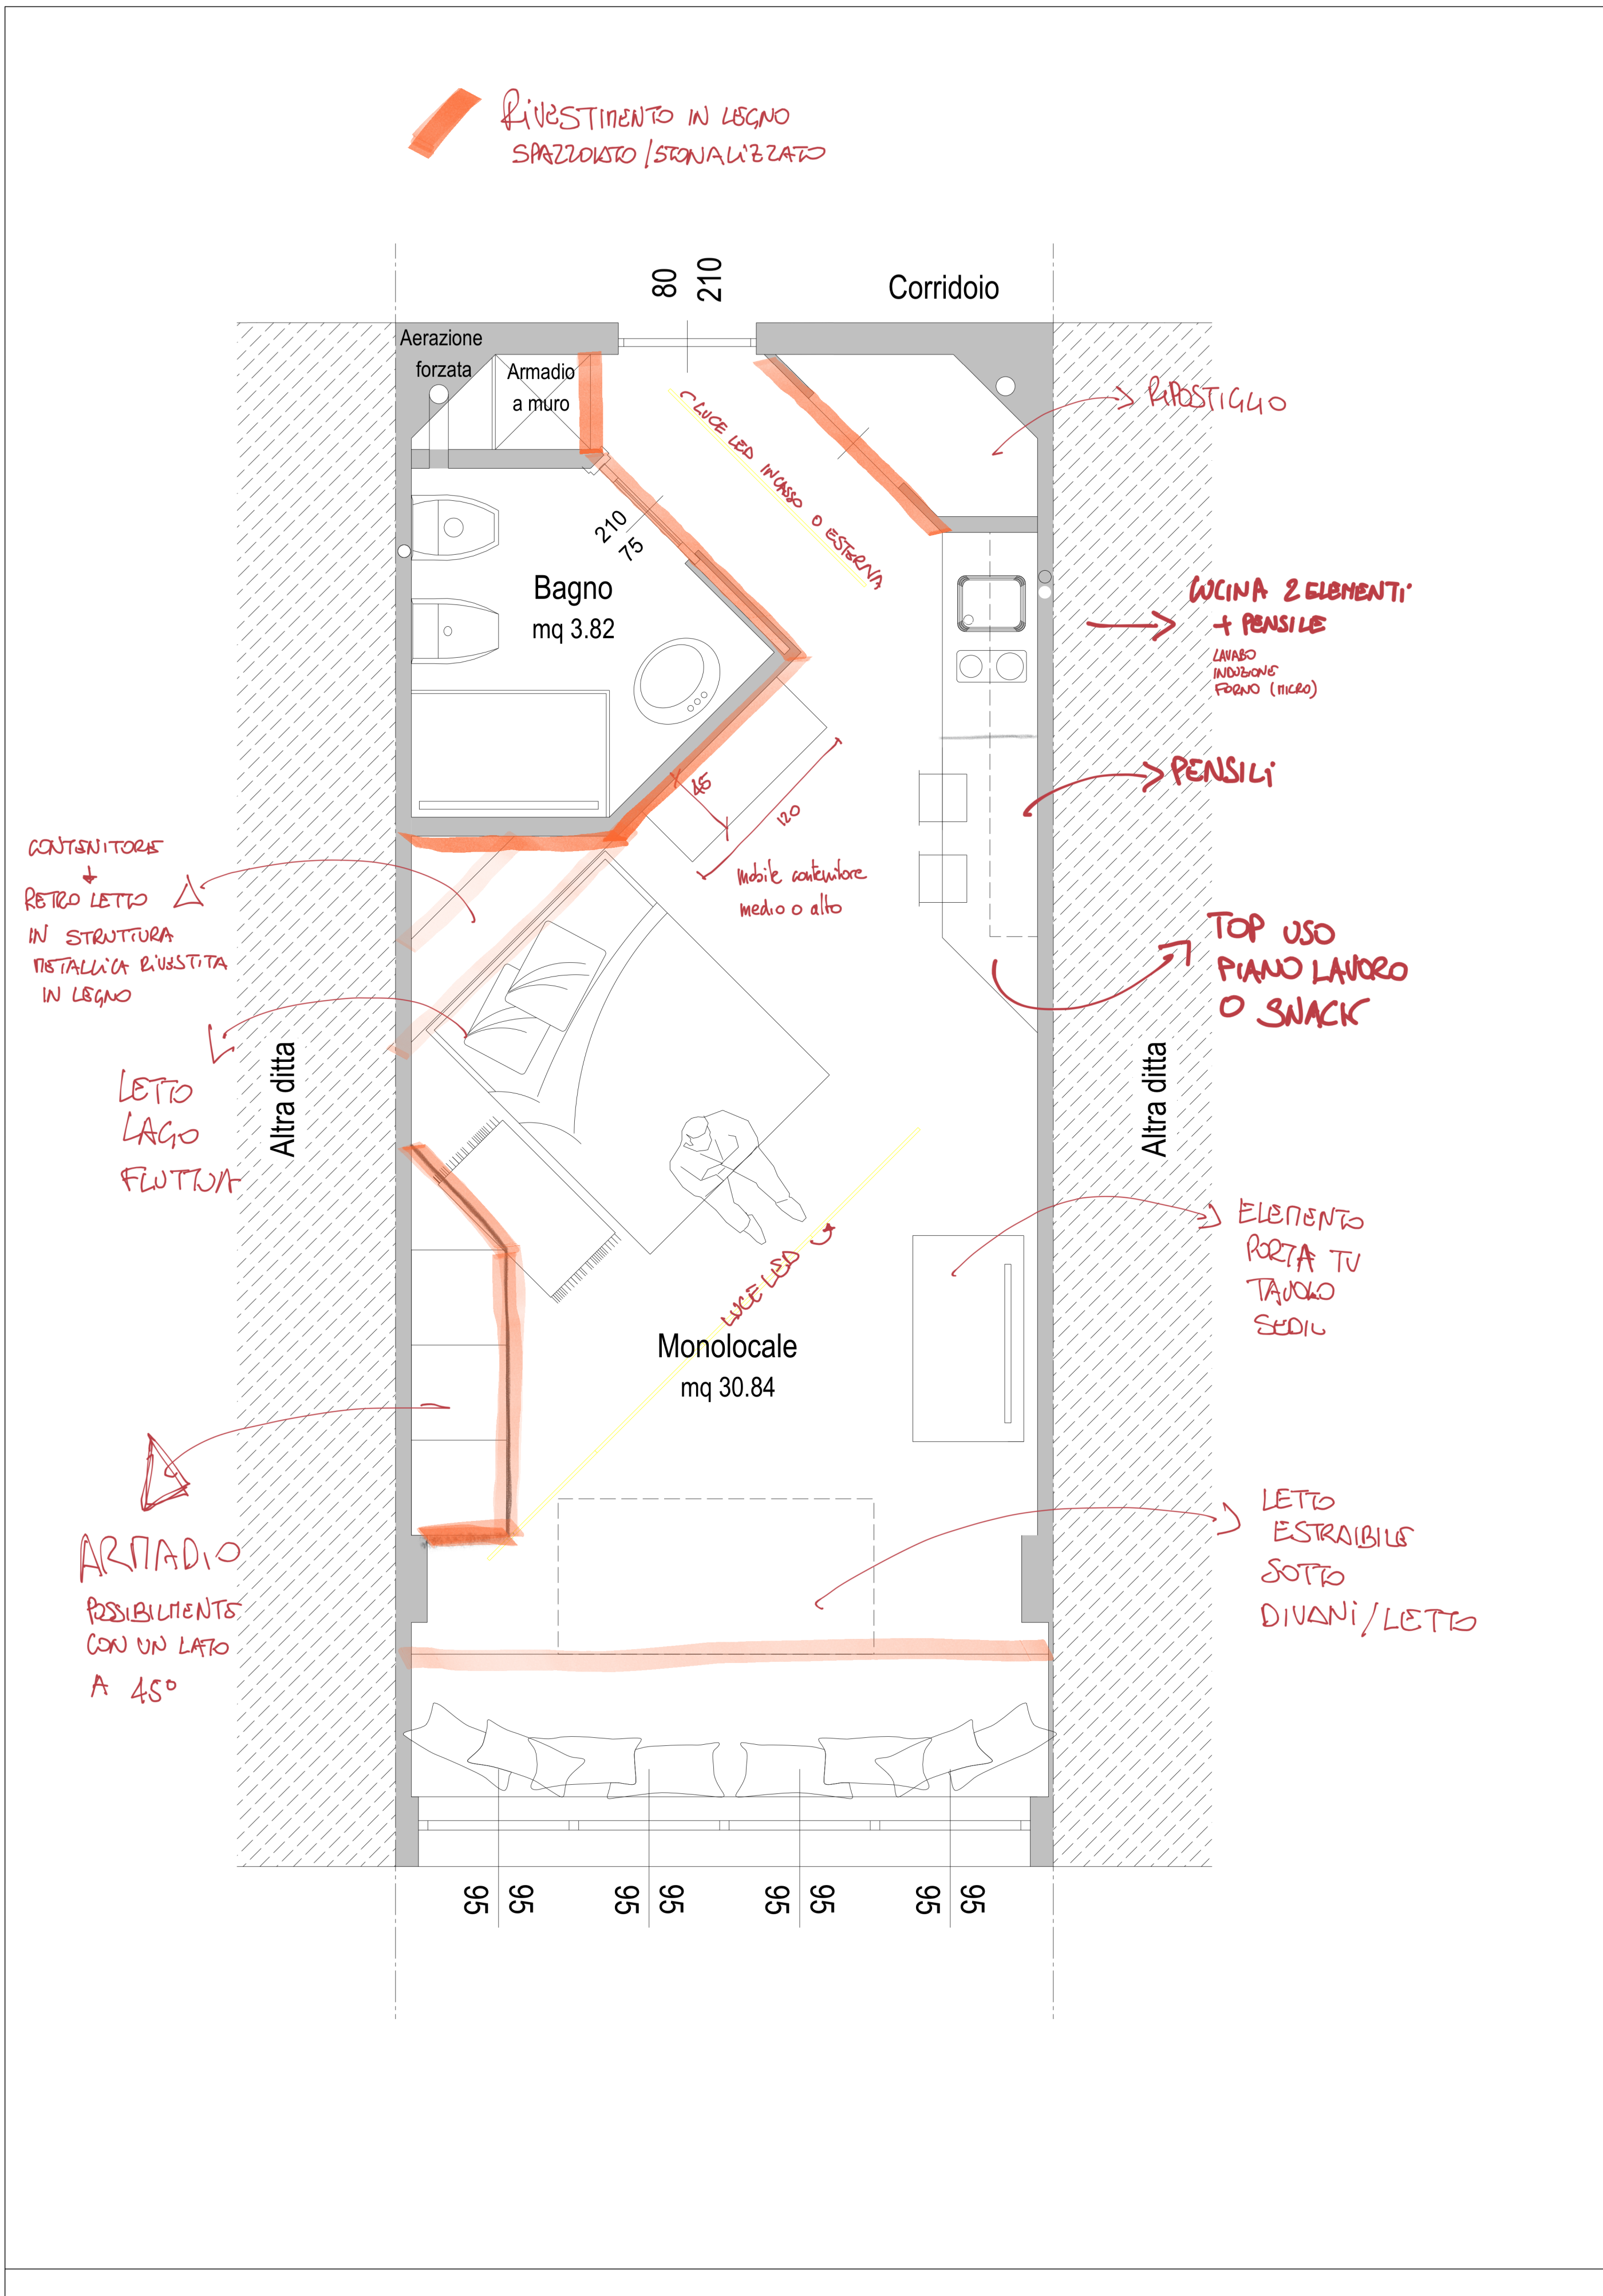 RIVESTIMENTO IN LEGNO
SPAZZOLATO / STONALIZZATO
80
210
Corridoio
Aerazione
forzata
Armadio
a muro
LUCE LED INCASSO O ESTERNA
RIPOSTIGLIO
210
75
Bagno
mq 3.82
CUCINA 2 ELEMENTI
+ PENSILE
LAVABO
INDUZIONE
FORNO (MICRO)
PENSILI
45
120
Mobile contenitore
medio o alto
CONTENITORE
+
RETRO LETTO
IN STRUTTURA
METALLICA RIVESTITA
IN LEGNO
TOP USO
PIANO LAVORO
O SNACK
LETTO
LAGO
FLUTTUA
Altra ditta
Altra ditta
LUCE LED
ELEMENTO
PORTA TV
TAVOLO
SEDIL
Monolocale
mq 30.84
ARMADIO
POSSIBILMENTE
CON UN LATO
A 45°
LETTO
ESTRAIBILE
SOTTO
DIVANI/LETTO
95 95
95 95
95 95
95 95